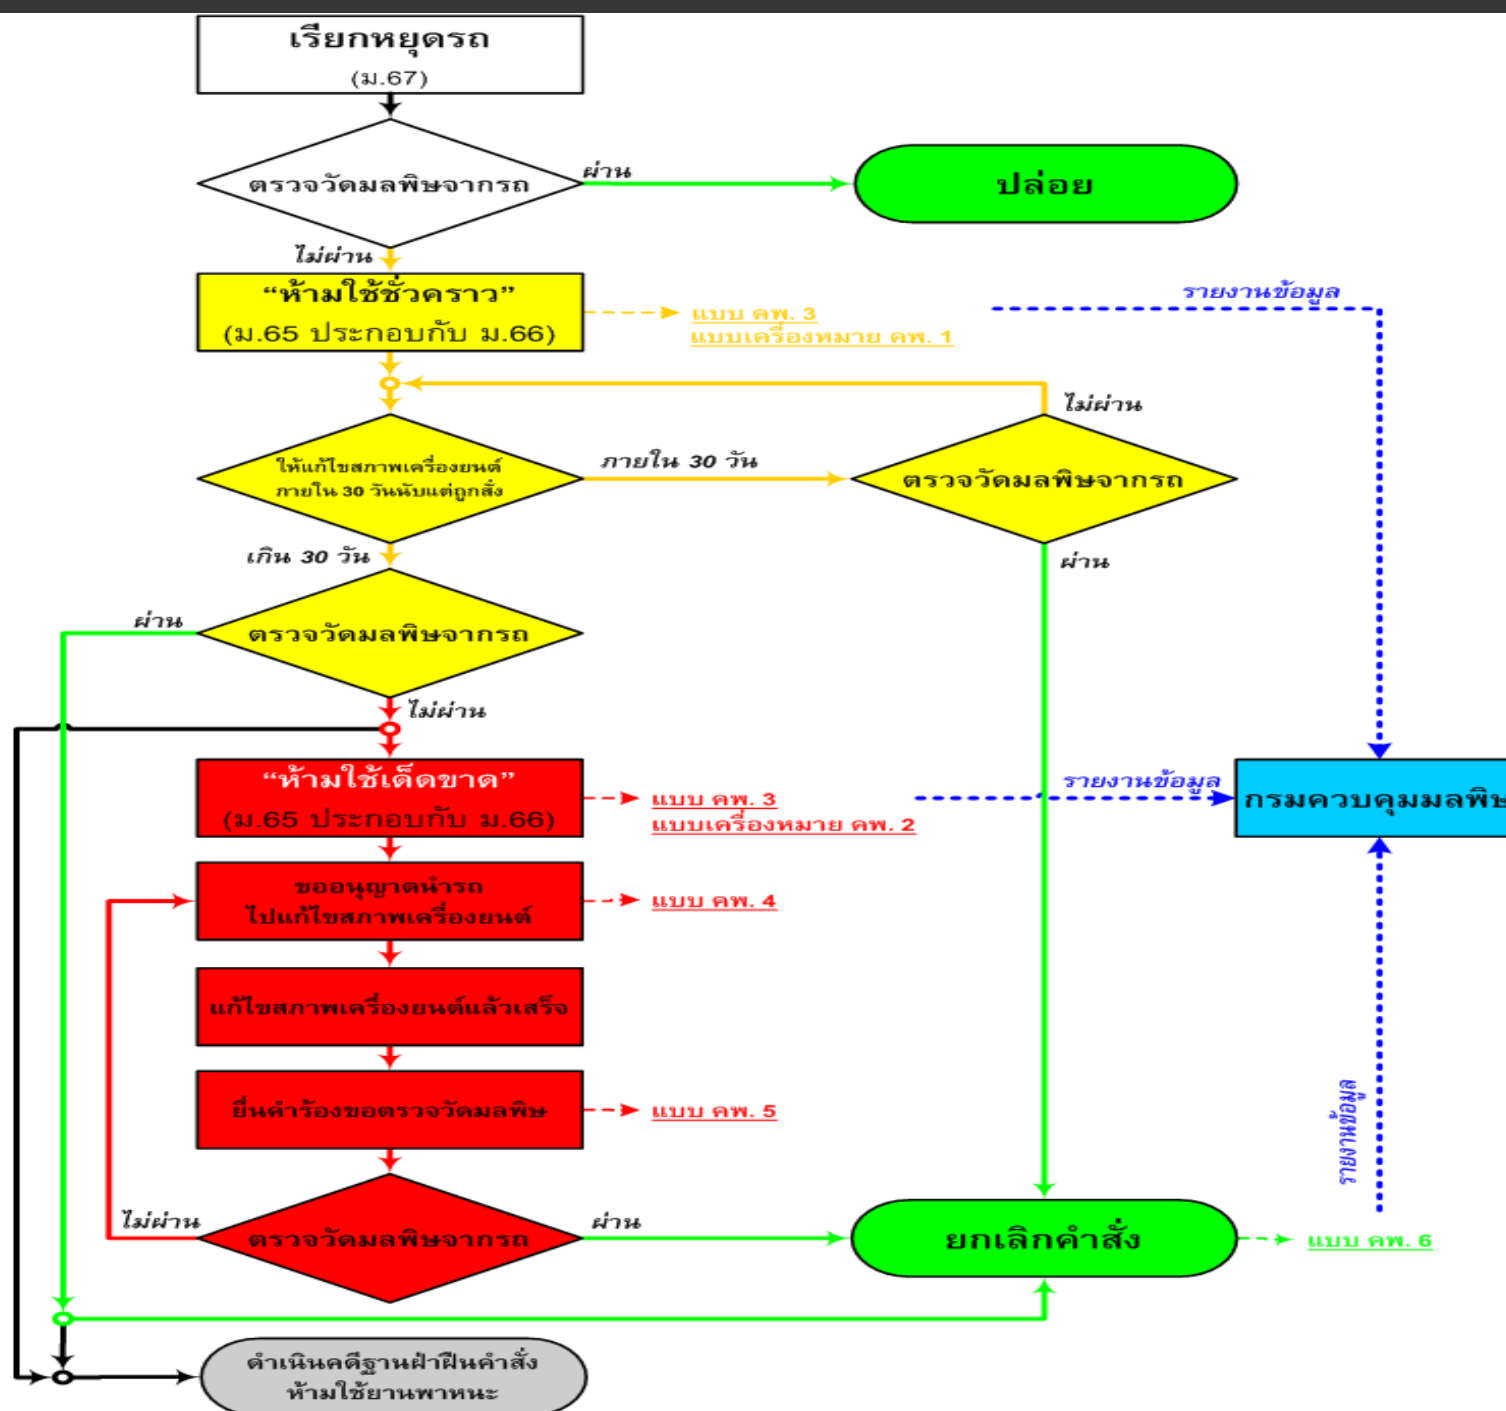 เรียกหยุดรถ
(ม.67)
ตรวจวัดมลพิษจากรถ
ผ่าน
ปล่อย
ไม่ผ่าน
“ห้ามใช้ชั่วคราว”
(ม.65 ประกอบกับ ม.66)
แบบ คพ. 3
แบบเครื่องหมาย คพ. 1
รายงานข้อมูล
ไม่ผ่าน
ให้แก้ไขสภาพเครื่องยนต์
ภายใน 30 วันนับแต่ถูกสั่ง
ภายใน 30 วัน
ตรวจวัดมลพิษจากรถ
เกิน 30 วัน
ผ่าน
ผ่าน
ตรวจวัดมลพิษจากรถ
ไม่ผ่าน
“ห้ามใช้เด็ดขาด”
(ม.65 ประกอบกับ ม.66)
แบบ คพ. 3
แบบเครื่องหมาย คพ. 2
รายงานข้อมูล
กรมควบคุมมลพิษ
ขออนุญาตนำรถ
ไปแก้ไขสภาพเครื่องยนต์
แบบ คพ. 4
แก้ไขสภาพเครื่องยนต์แล้วเสร็จ
ยื่นคำร้องขอตรวจวัดมลพิษ
แบบ คพ. 5
รายงานข้อมูล
ไม่ผ่าน
ตรวจวัดมลพิษจากรถ
ผ่าน
ยกเลิกคำสั่ง
แบบ คพ. 6
ดำเนินคดีฐานฝ่าฝืนคำสั่ง
ห้ามใช้ยานพาหนะ